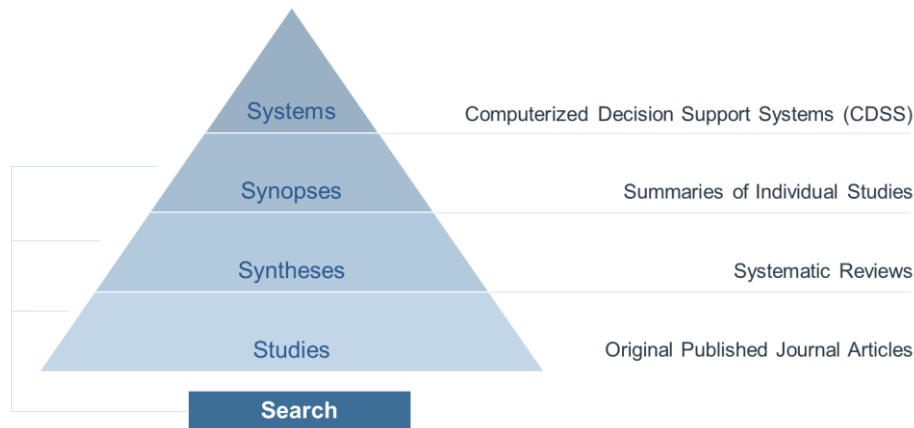 Systems
Computerized Decision Support Systems (CDSS)
Synopses
Summaries of Individual Studies
Syntheses
Systematic Reviews
Studies
Original Published Journal Articles
Search